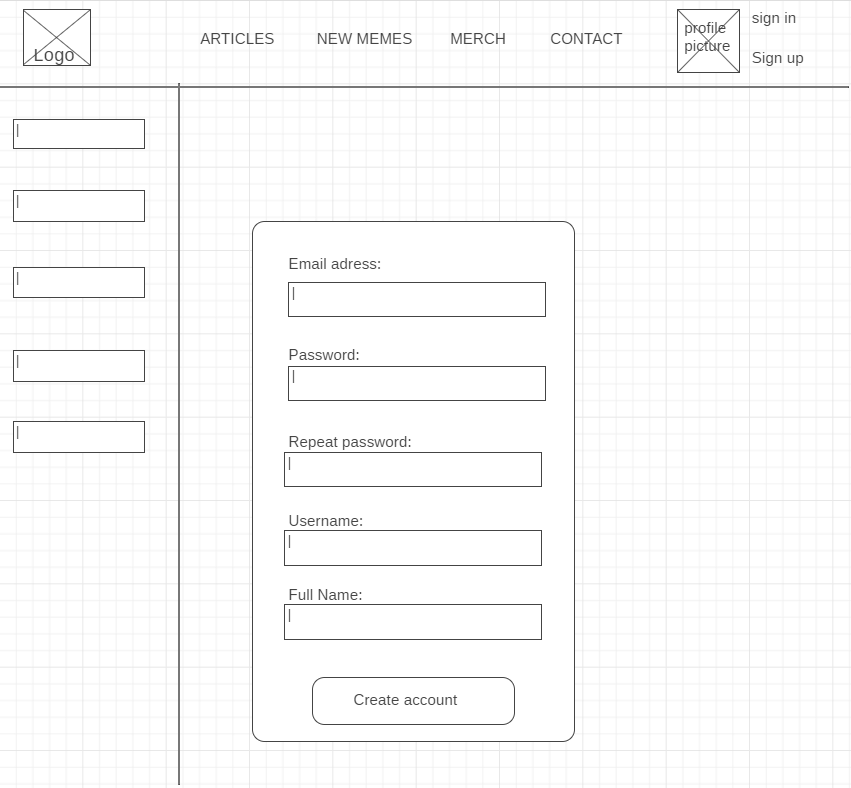 Logo
ARTICLES
NEW MEMES
MERCH
CONTACT
profile
picture
sign in
Sign up
Email adress:
Password:
Repeat password:
Username:
Full Name:
Create account